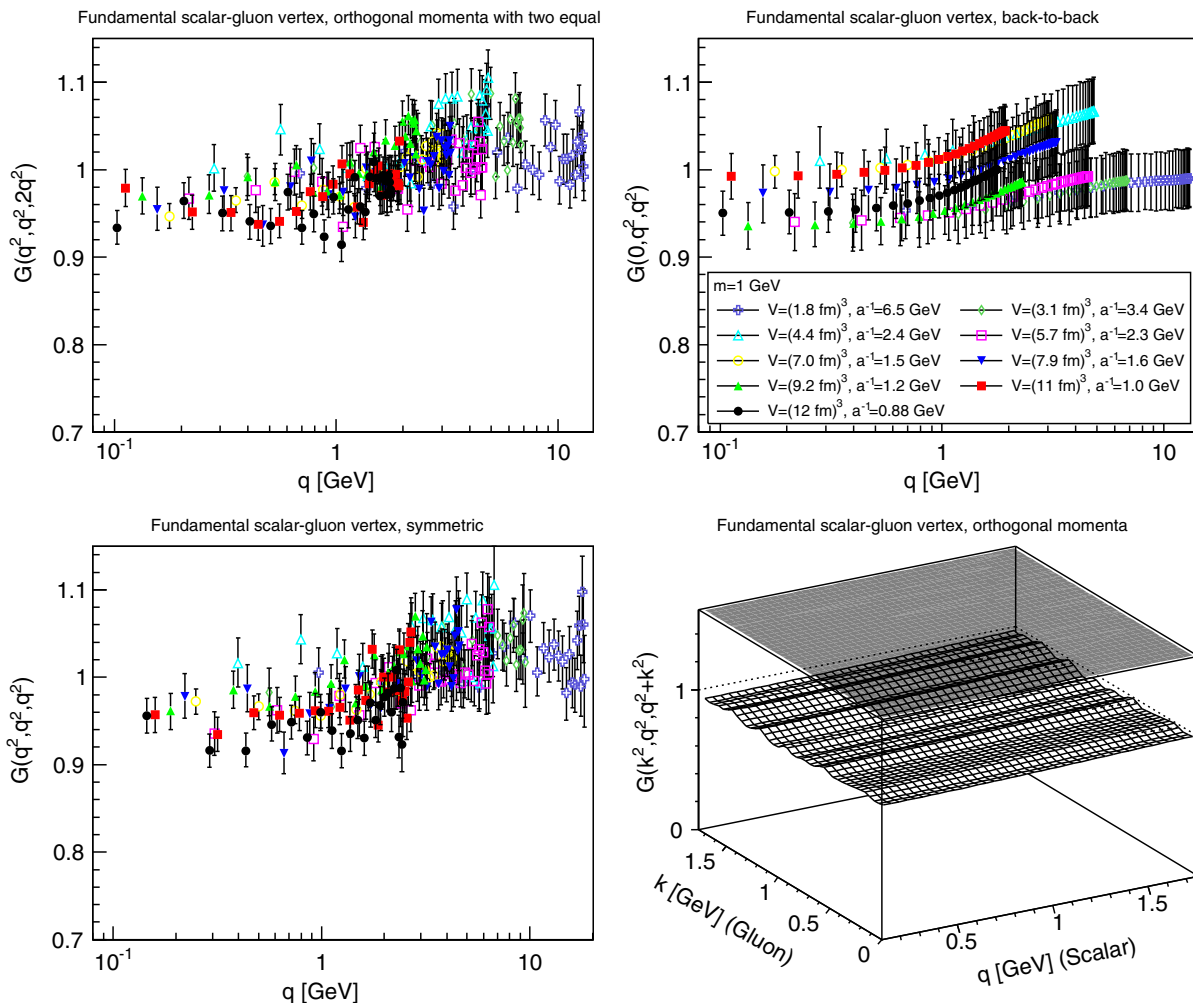 Fundamental scalar-gluon vertex, orthogonal momenta with two equal
G(q²,q²,2q²)
1.1
1
0.9
0.8
0.7
10⁻¹
1
10
q [GeV]
Fundamental scalar-gluon vertex, back-to-back
G(0,q²,q²)
1.1
1
0.9
0.8
0.7
m=1 GeV
V=(1.8 fm)³, a⁻¹=6.5 GeV
V=(3.1 fm)³, a⁻¹=3.4 GeV
V=(4.4 fm)³, a⁻¹=2.4 GeV
V=(5.7 fm)³, a⁻¹=2.3 GeV
V=(7.0 fm)³, a⁻¹=1.5 GeV
V=(7.9 fm)³, a⁻¹=1.6 GeV
V=(9.2 fm)³, a⁻¹=1.2 GeV
V=(11 fm)³, a⁻¹=1.0 GeV
V=(12 fm)³, a⁻¹=0.88 GeV
10⁻¹
1
10
q [GeV]
Fundamental scalar-gluon vertex, symmetric
G(q²,q²,q²)
1.1
1
0.9
0.8
0.7
10⁻¹
1
10
q [GeV]
Fundamental scalar-gluon vertex, orthogonal momenta
G(k²,q²,q²+k²)
1
0
1.5
1
0.5
0
k [GeV] (Gluon)
0.5
1
1.5
q [GeV] (Scalar)